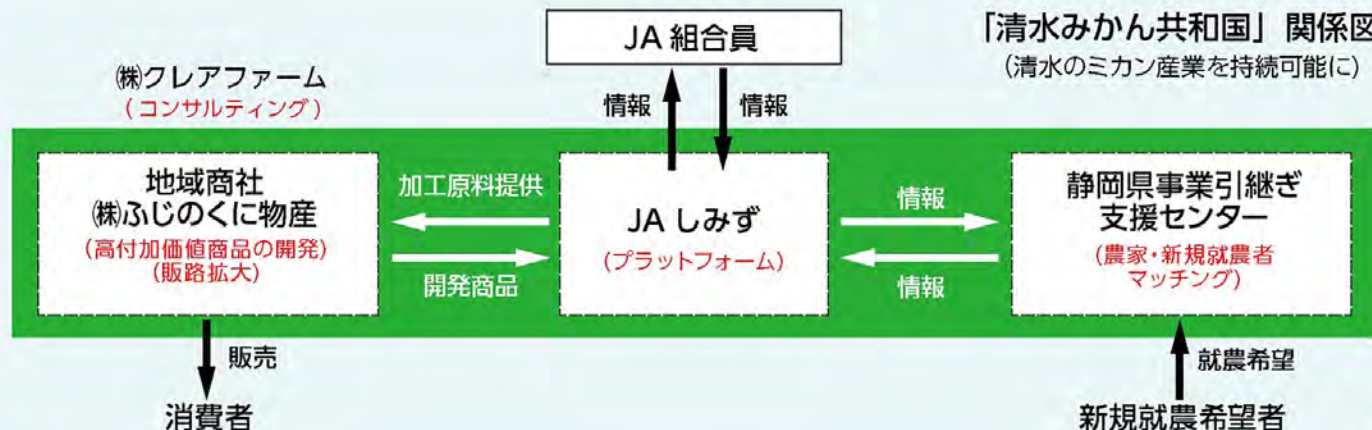 「清水みかん共和国」関係図
(清水のミカン産業を持続可能に)
JA 組合員
㈱クレアファーム
(コンサルティング)
情報
情報
地域商社
㈱ふじのくに物産
(高付加価値商品の開発)
(販路拡大)
加工原料提供
開発商品
JA しみず
(プラットフォーム)
情報
情報
静岡県事業引継ぎ
支援センター
(農家・新規就農者
マッチング)
販売
消費者
就農希望
新規就農希望者